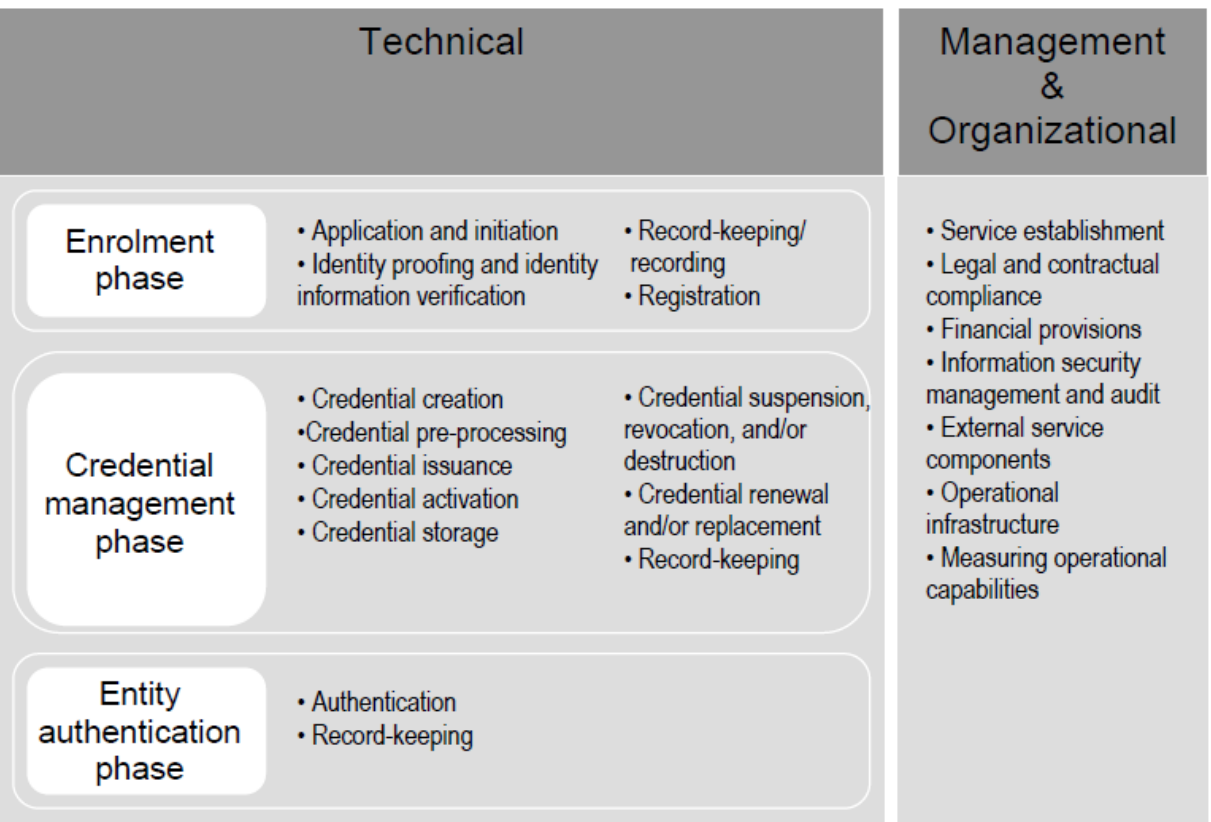 Technical
Management
&
Organizational
Enrolment
phase
• Application and initiation
• Identity proofing and identity
information verification
• Record-keeping/
recording
• Registration
Credential
management
phase
• Credential creation
•Credential pre-processing
• Credential issuance
• Credential activation
• Credential storage
• Credential suspension,
revocation, and/or
destruction
• Credential renewal
and/or replacement
• Record-keeping
Entity
authentication
phase
• Authentication
• Record-keeping
• Service establishment
• Legal and contractual
compliance
• Financial provisions
• Information security
management and audit
• External service
components
• Operational
infrastructure
• Measuring operational
capabilities